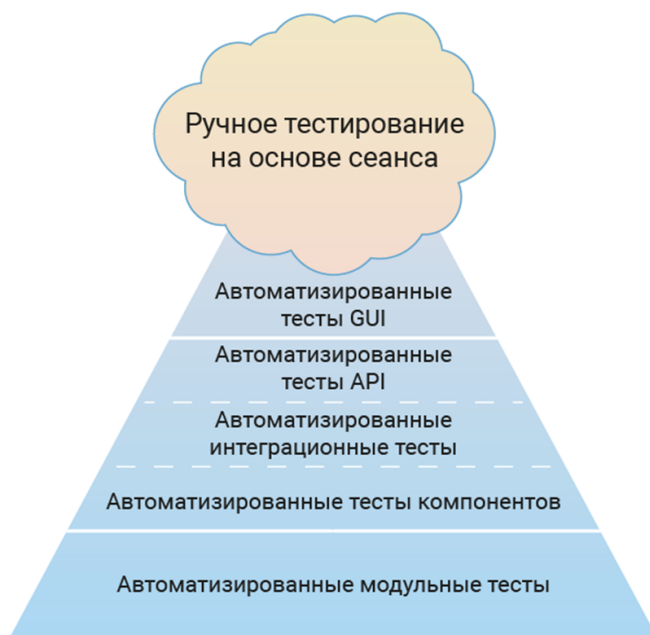 Ручное тестирование
на основе сеанса
Автоматизированные
тесты GUI
Автоматизированные
тесты API
Автоматизированные
интеграционные тесты
Автоматизированные тесты компонентов
Автоматизированные модульные тесты